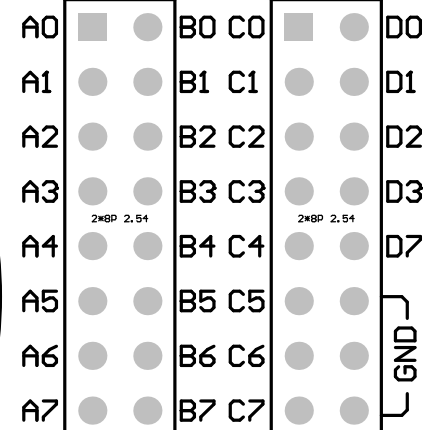 A0 B0 C0 D0
A1 B1 C1 D1
A2 B2 C2 D2
A3 B3 C3 D3
2*8P 2.54 2*8P 2.54
A4 B4 C4 D7
A5 B5 C5
A6 B6 C6 GND
A7 B7 C7